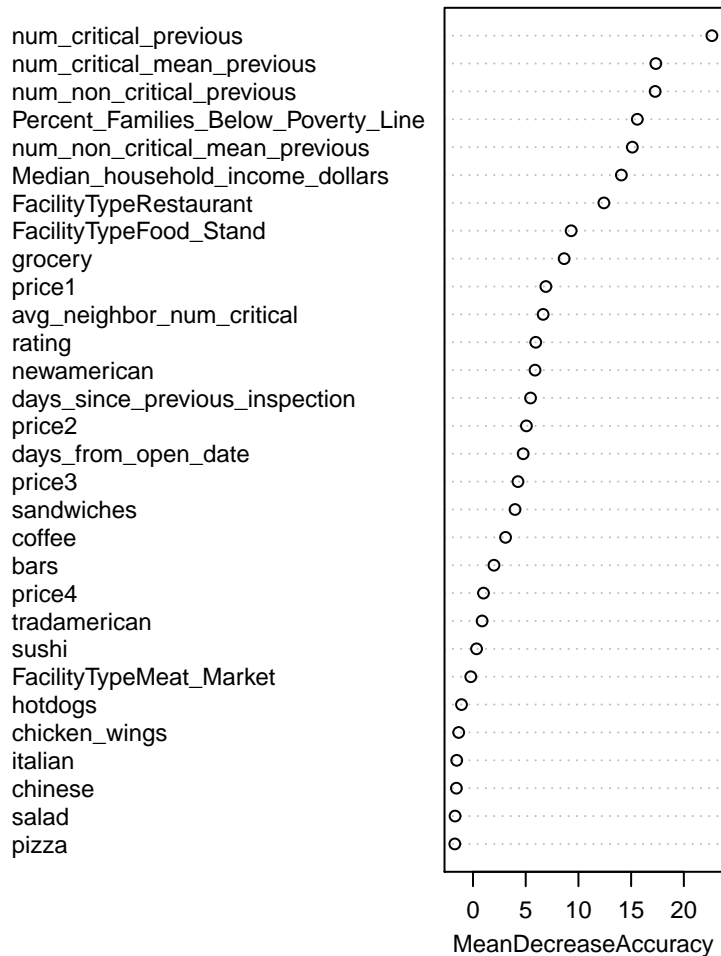 num_critical_previous
num_critical_mean_previous
num_non_critical_previous
Percent_Families_Below_Poverty_Line
num_non_critical_mean_previous
Median_household_income_dollars
FacilityTypeRestaurant
FacilityTypeFood_Stand
grocery
price1
avg_neighbor_num_critical
rating
newamerican
days_since_previous_inspection
price2
days_from_open_date
price3
sandwiches
coffee
bars
price4
tradamerican
sushi
FacilityTypeMeat_Market
hotdogs
chicken_wings
italian
chinese
salad
pizza
0 5 10 15 20
MeanDecreaseAccuracy